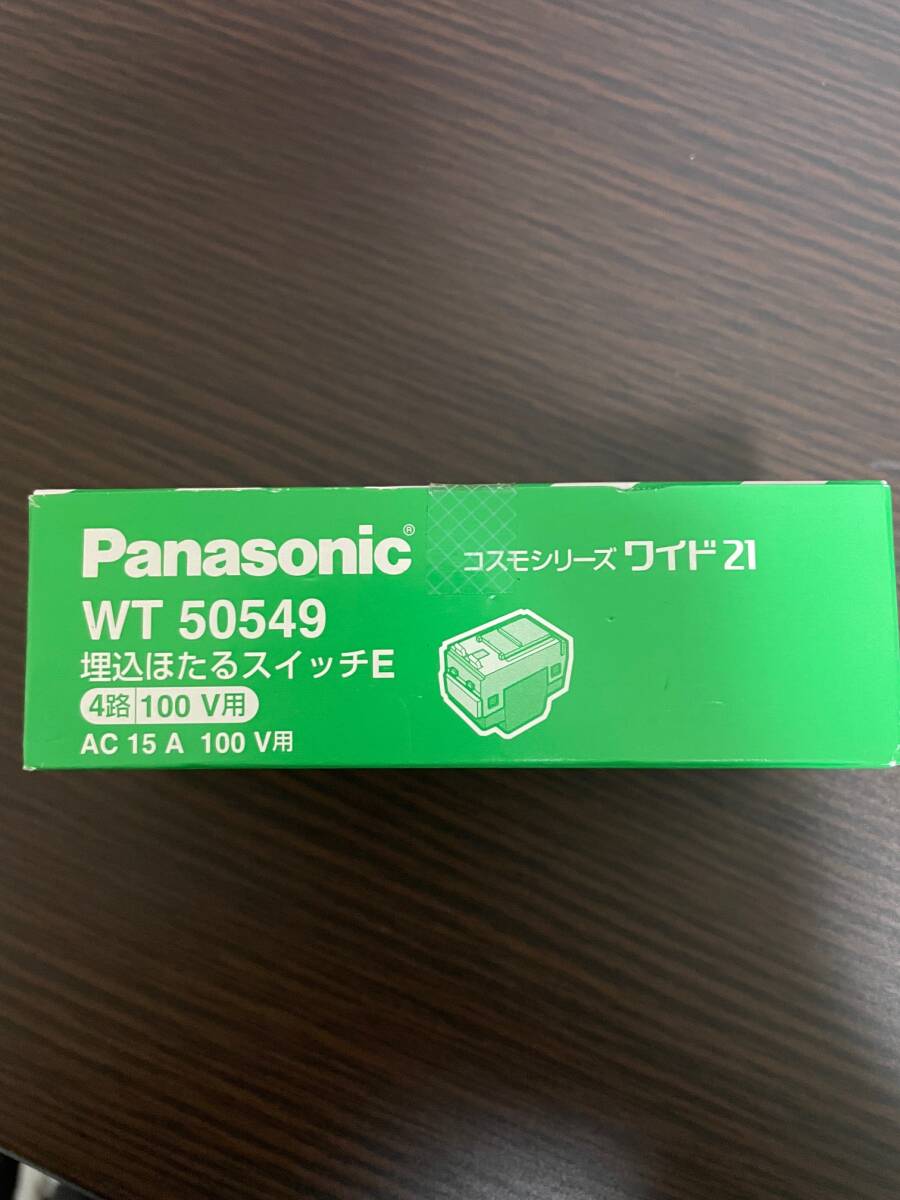 Panasonic®
コスモシリーズ ワイド21
WT 50549
埋込ほたるスイッチE
4路 100 V用
AC 15 A 100 V用